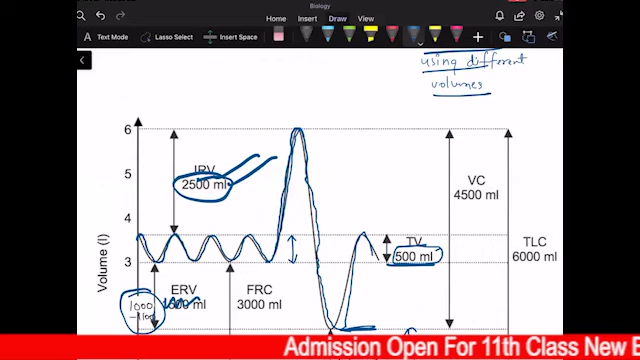 Biology
Home Insert Draw View
Text Mode Lasso Select Insert Space
using different
volumes
6
5
4
3
Volume (l)
IRV
2500 ml
TV
500 ml
VC
4500 ml
TLC
6000 ml
ERV
1500 ml
FRC
3000 ml
1000
-1100
Admission Open For 11th Class New B